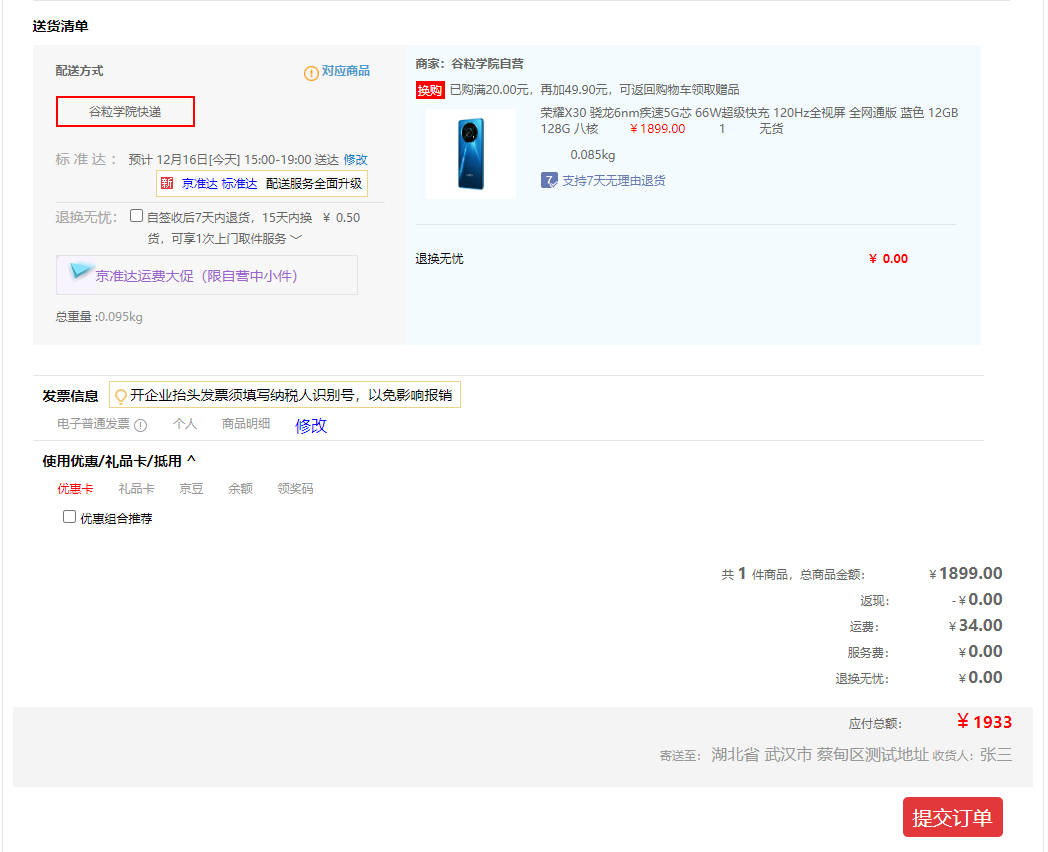 送货清单
配送方式
对应商品
谷粒学院快递
标 准 达： 预计 12月16日[今天] 15:00-19:00 送达 修改
新 京准达 标准达 配送服务全面升级
退换无忧： 自签收后7天内退货，15天内换 ¥ 0.50
货，可享1次上门取件服务
京准达运费大促（限自营中小件）
总重量 :0.095kg
商家：谷粒学院自营
换购 已购满20.00元，再加49.90元，可返回购物车领取赠品
荣耀X30 骁龙6nm疾速5G芯 66W超级快充 120Hz全视屏 全网通版 蓝色 12GB
128G 八核 ¥1899.00 1 无货
0.085kg
7 支持7天无理由退货
退换无忧 ¥ 0.00
发票信息 开企业抬头发票须填写纳税人识别号，以免影响报销
电子普通发票 个人 商品明细 修改
使用优惠/礼品卡/抵用 ^
优惠卡 礼品卡 京豆 余额 领奖码
优惠组合推荐
共 1 件商品，总商品金额： ¥1899.00
返现： -¥0.00
运费： ¥34.00
服务费： ¥0.00
退换无忧： ¥0.00
应付总额： ¥1933
寄送至： 湖北省 武汉市 蔡甸区测试地址 收货人：张三
提交订单